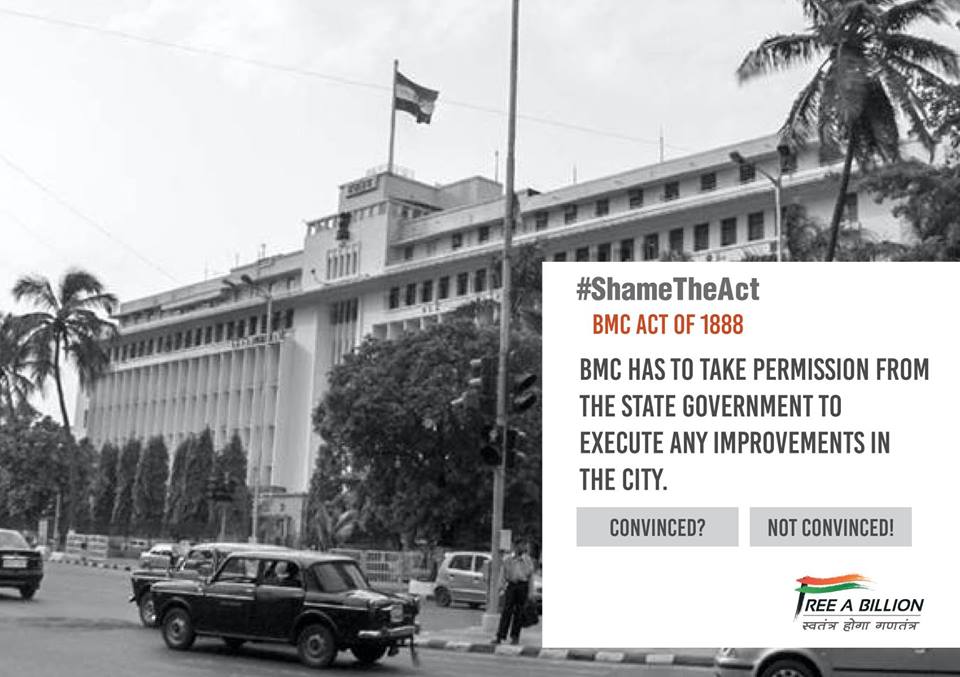 #ShameTheAct
BMC ACT OF 1888
BMC HAS TO TAKE PERMISSION FROM
THE STATE GOVERNMENT TO
EXECUTE ANY IMPROVEMENTS IN
THE CITY.
CONVINCED?
NOT CONVINCED!
FREE A BILLION
स्वतंत्र होगा गणतंत्र